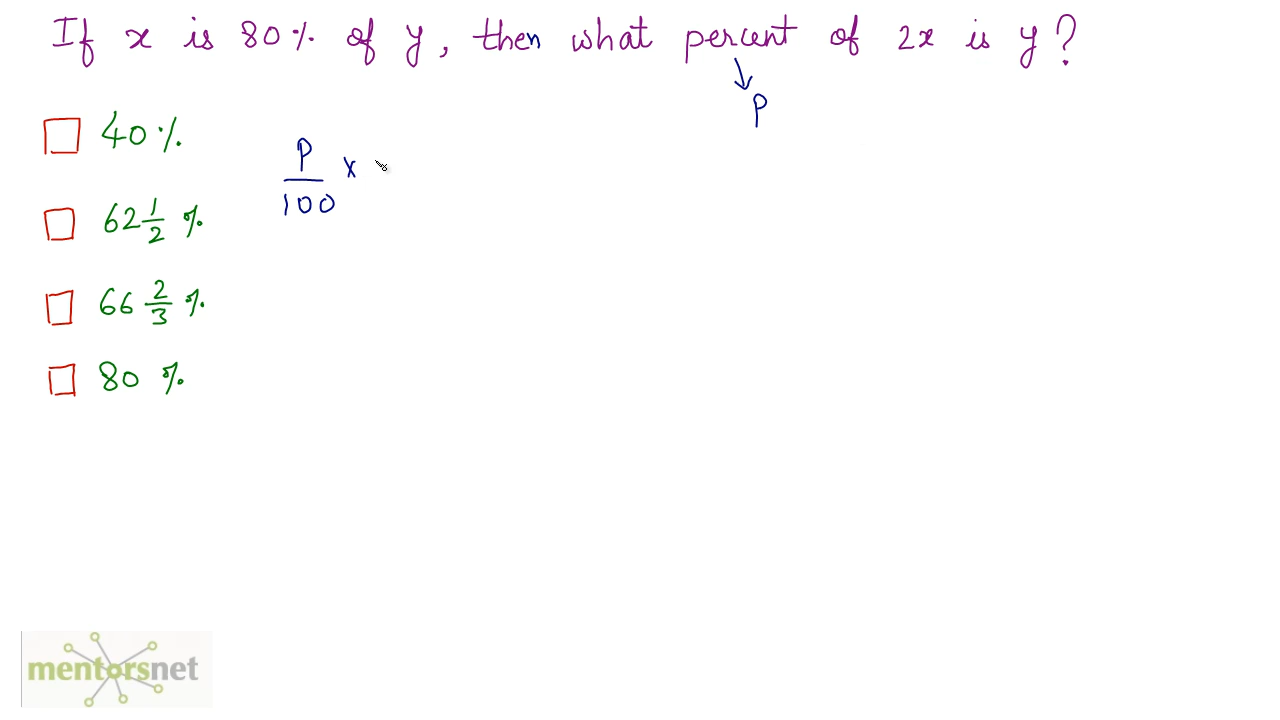 If x is 80% of y, then what percent of 2x is y?
P
40%
P/100 x
62 1/2 %
66 2/3 %
80 %
mentorsnet